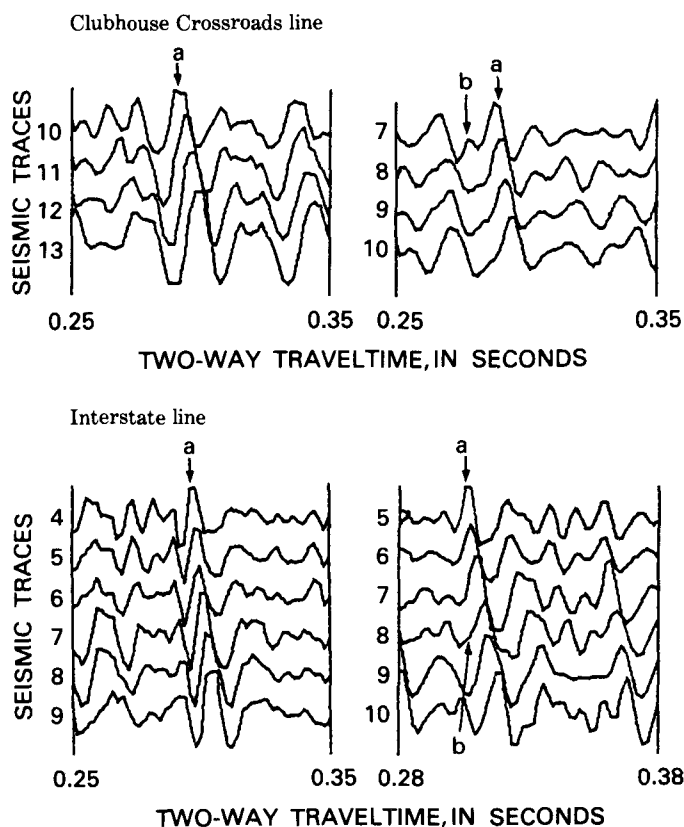 Clubhouse Crossroads line
a
b
a
SEISMIC TRACES
10
11
12
13
7
8
9
10
0.25
0.35
0.25
0.35
TWO-WAY TRAVELTIME, IN SECONDS
Interstate line
a
a
SEISMIC TRACES
4
5
6
7
8
9
5
6
7
8
9
10
b
0.25
0.35
0.28
0.38
TWO-WAY TRAVELTIME, IN SECONDS